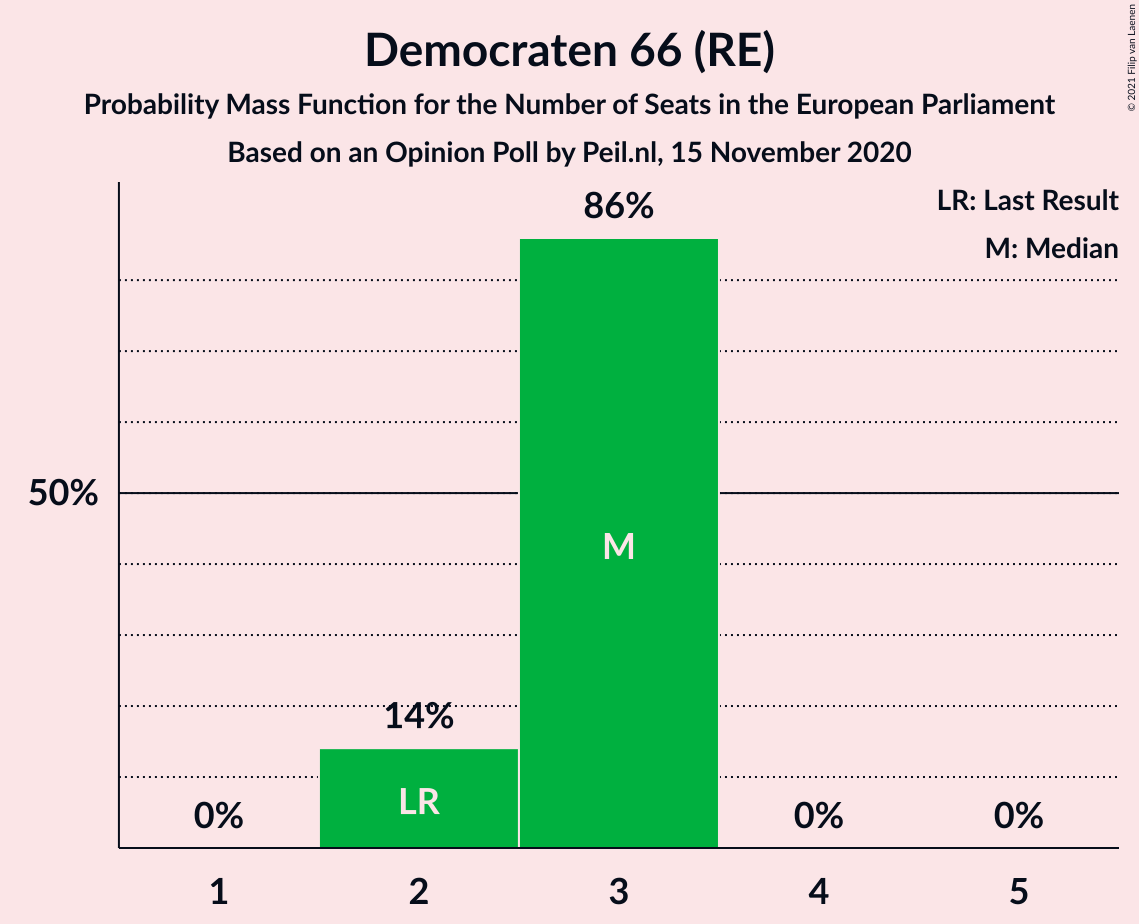 Democraten 66 (RE)
Probability Mass Function for the Number of Seats in the European Parliament
Based on an Opinion Poll by Peil.nl, 15 November 2020
© 2021 Filip van Laenen
LR: Last Result
M: Median
86%
50%
M
14%
LR
0%
0%
0%
1 2 3 4 5